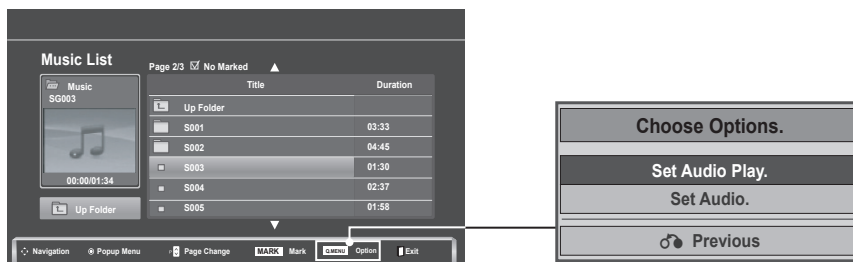 Music List
Page 2/3 No Marked
Music
SG003
00:00/01:34
Up Folder
Title Duration
Up Folder
S001 03:33
S002 04:45
S003 01:30
S004 02:37
S005 01:58
Navigation Popup Menu P Page Change MARK Mark Q.MENU Option Exit
Choose Options.
Set Audio Play.
Set Audio.
Previous